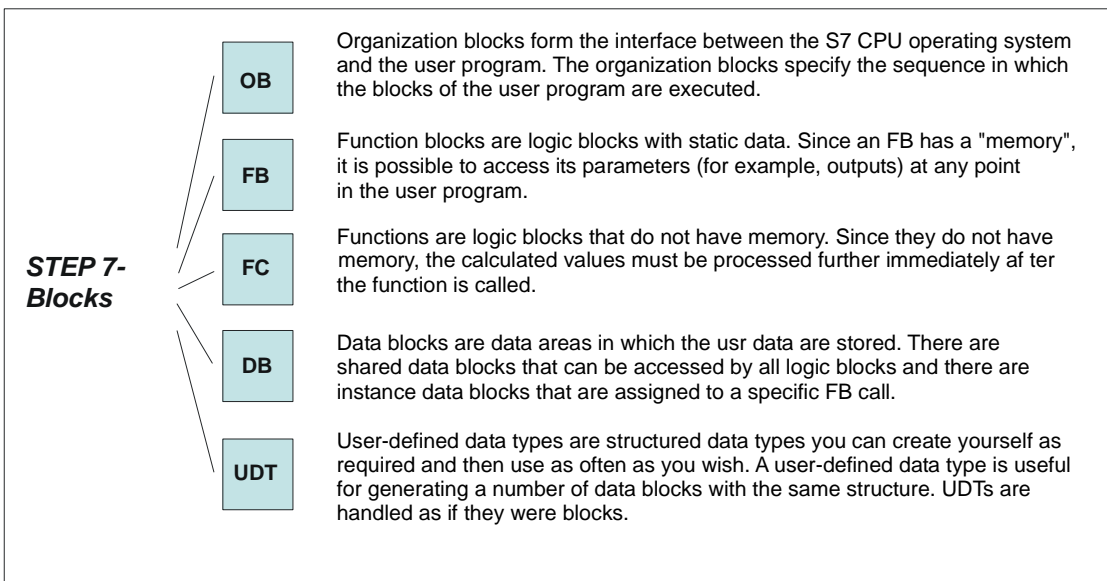 STEP 7-
Blocks
OB
Organization blocks form the interface between the S7 CPU operating system
and the user program. The organization blocks specify the sequence in which
the blocks of the user program are executed.
FB
Function blocks are logic blocks with static data. Since an FB has a "memory",
it is possible to access its parameters (for example, outputs) at any point
in the user program.
FC
Functions are logic blocks that do not have memory. Since they do not have
memory, the calculated values must be processed further immediately af ter
the function is called.
DB
Data blocks are data areas in which the usr data are stored. There are
shared data blocks that can be accessed by all logic blocks and there are
instance data blocks that are assigned to a specific FB call.
UDT
User-defined data types are structured data types you can create yourself as
required and then use as often as you wish. A user-defined data type is useful
for generating a number of data blocks with the same structure. UDTs are
handled as if they were blocks.